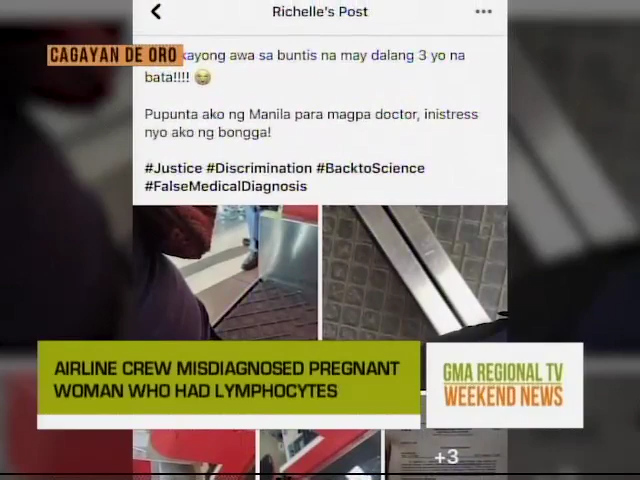 Richelle's Post
CAGAYAN DE ORO
kayong awa sa buntis na may dalang 3 yo na
bata!!!! 😭
Pupunta ako ng Manila para magpa doctor, inistress
nyo ako ng bongga!
#Justice #Discrimination #BacktoScience
#FalseMedicalDiagnosis
AIRLINE CREW MISDIAGNOSED PREGNANT
WOMAN WHO HAD LYMPHOCYTES
GMA REGIONAL TV
WEEKEND NEWS
+3